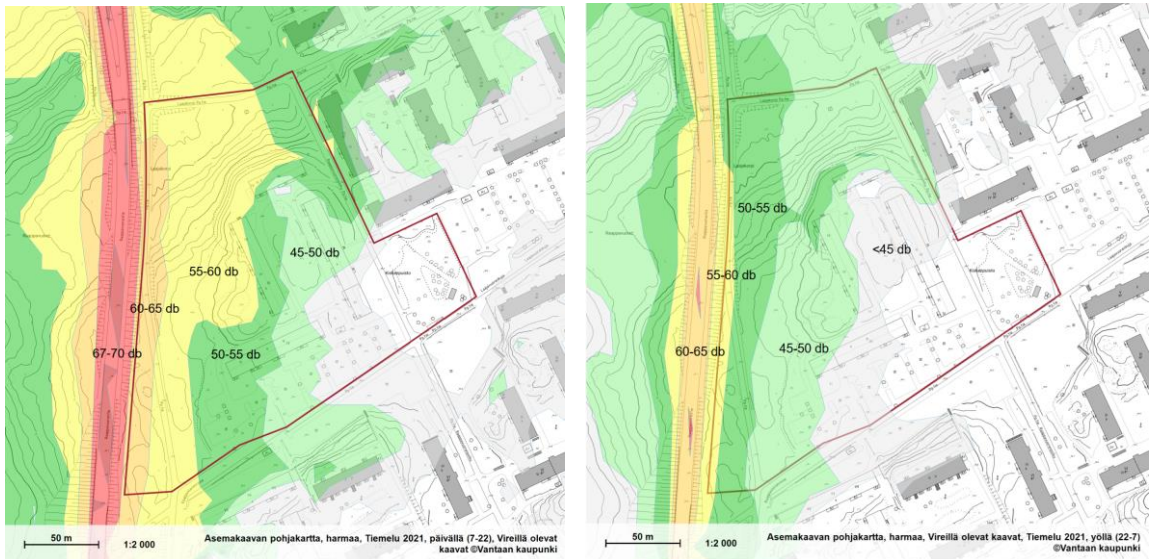 45-50 db
55-60 db
60-65 db
67-70 db
50-55 db
50 m
1:2 000
Asemakaavan pohjakartta, harmaa, Tiemelu 2021, päivällä (7-22), Vireillä olevat
kaavat ©Vantaan kaupunki
50-55 db
<45 db
55-60 db
60-65 db
45-50 db
50 m
1:2 000
Asemakaavan pohjakartta, harmaa, Tiemelu 2021, Vireillä olevat kaavat, Tiemelu 2021, yöllä (22-7)
©Vantaan kaupunki